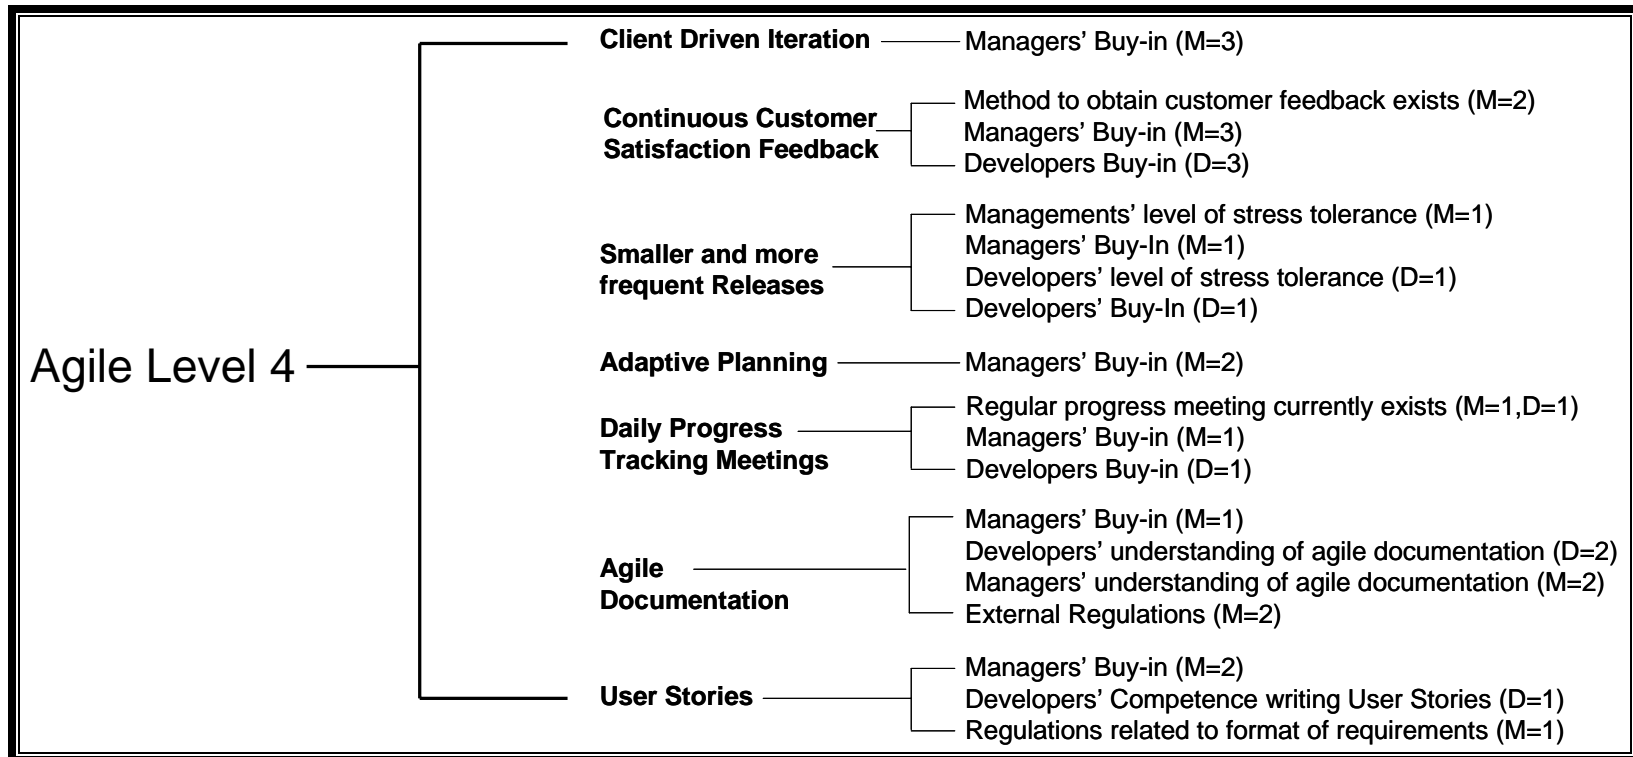 Agile Level 4
Client Driven Iteration
Managers’ Buy-in (M=3)
Continuous Customer
Satisfaction Feedback
Method to obtain customer feedback exists (M=2)
Managers’ Buy-in (M=3)
Developers Buy-in (D=3)
Smaller and more
frequent Releases
Managements’ level of stress tolerance (M=1)
Managers’ Buy-In (M=1)
Developers’ level of stress tolerance (D=1)
Developers’ Buy-In (D=1)
Adaptive Planning
Managers’ Buy-in (M=2)
Daily Progress
Tracking Meetings
Regular progress meeting currently exists (M=1,D=1)
Managers’ Buy-in (M=1)
Developers Buy-in (D=1)
Agile
Documentation
Managers’ Buy-in (M=1)
Developers’ understanding of agile documentation (D=2)
Managers’ understanding of agile documentation (M=2)
External Regulations (M=2)
User Stories
Managers’ Buy-in (M=2)
Developers’ Competence writing User Stories (D=1)
Regulations related to format of requirements (M=1)